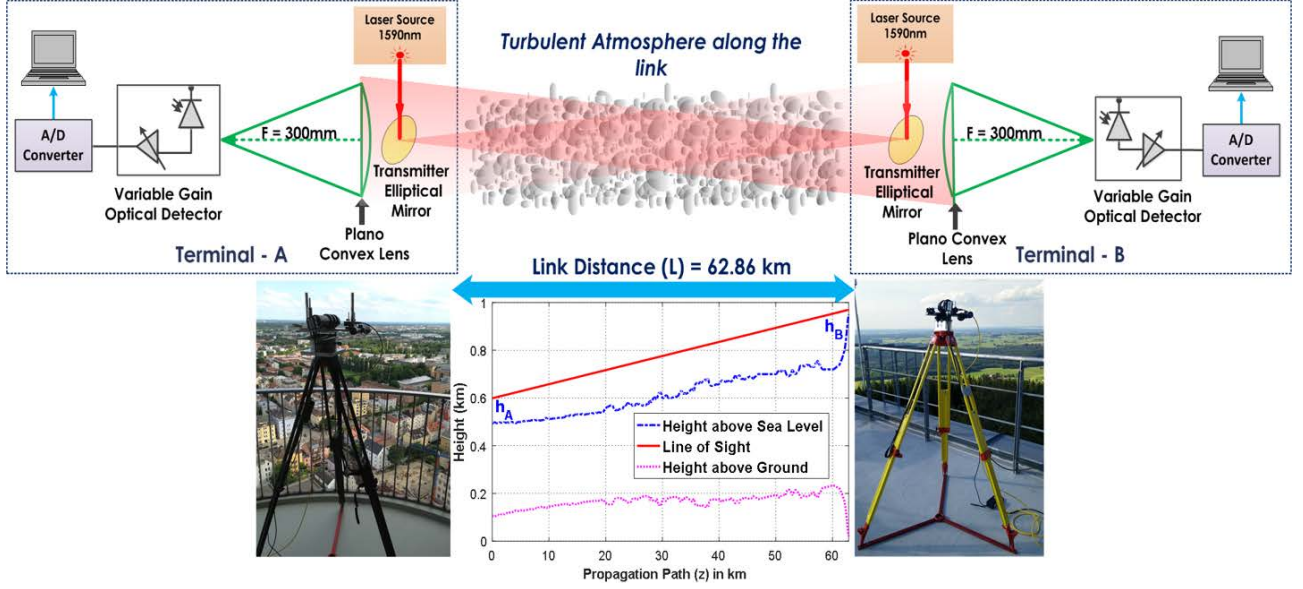 Laser Source
1590nm
A/D
Converter
F = 300mm
Variable Gain
Optical Detector
Transmitter
Elliptical
Mirror
Plano
Convex Lens
Terminal - A
Turbulent Atmosphere along the
link
Laser Source
1590nm
Transmitter
Elliptical
Mirror
F = 300mm
A/D
Converter
Variable Gain
Optical Detector
Plano Convex
Lens
Terminal - B
Link Distance (L) = 62.86 km
1
0.8
0.6
0.4
0.2
0
Height (km)
hA
hB
Height above Sea Level
Line of Sight
Height above Ground
0 10 20 30 40 50 60
Propagation Path (z) in km